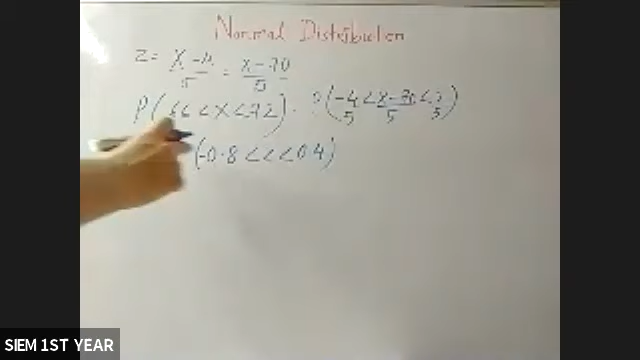 Normal Distribution
Z = x-μ/5 = x-70/5
P(66<x<72) = P(-4/5 < x-70/5 < 2/5)
(-0.8 < z < 0.4)
SIEM 1ST YEAR